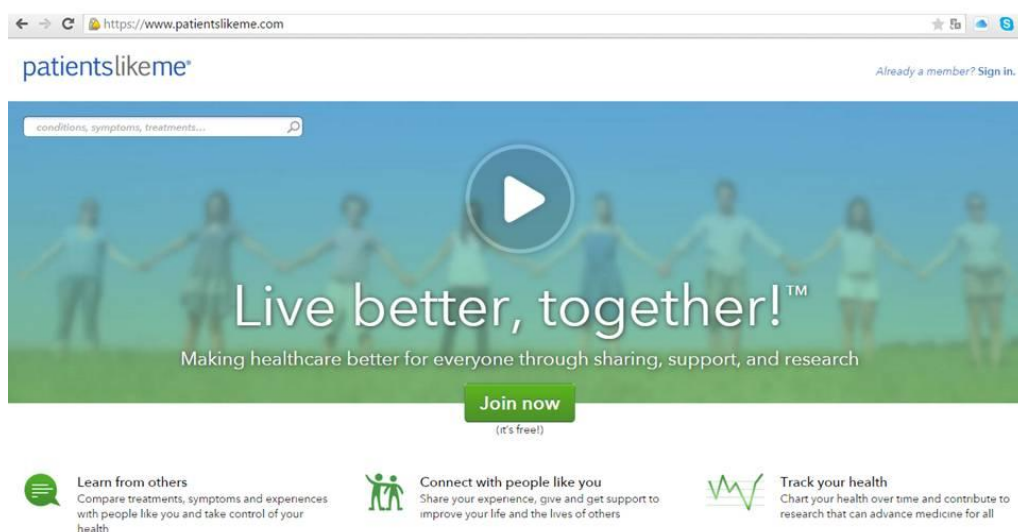 https://www.patientslikeme.com
patientslikeme®
Already a member? Sign in.
conditions, symptoms, treatments...
Live better, together!™
Making healthcare better for everyone through sharing, support, and research
Join now
(it's free!)
Learn from others
Compare treatments, symptoms and experiences
with people like you and take control of your
health
Connect with people like you
Share your experience, give and get support to
improve your life and the lives of others
Track your health
Chart your health over time and contribute to
research that can advance medicine for all